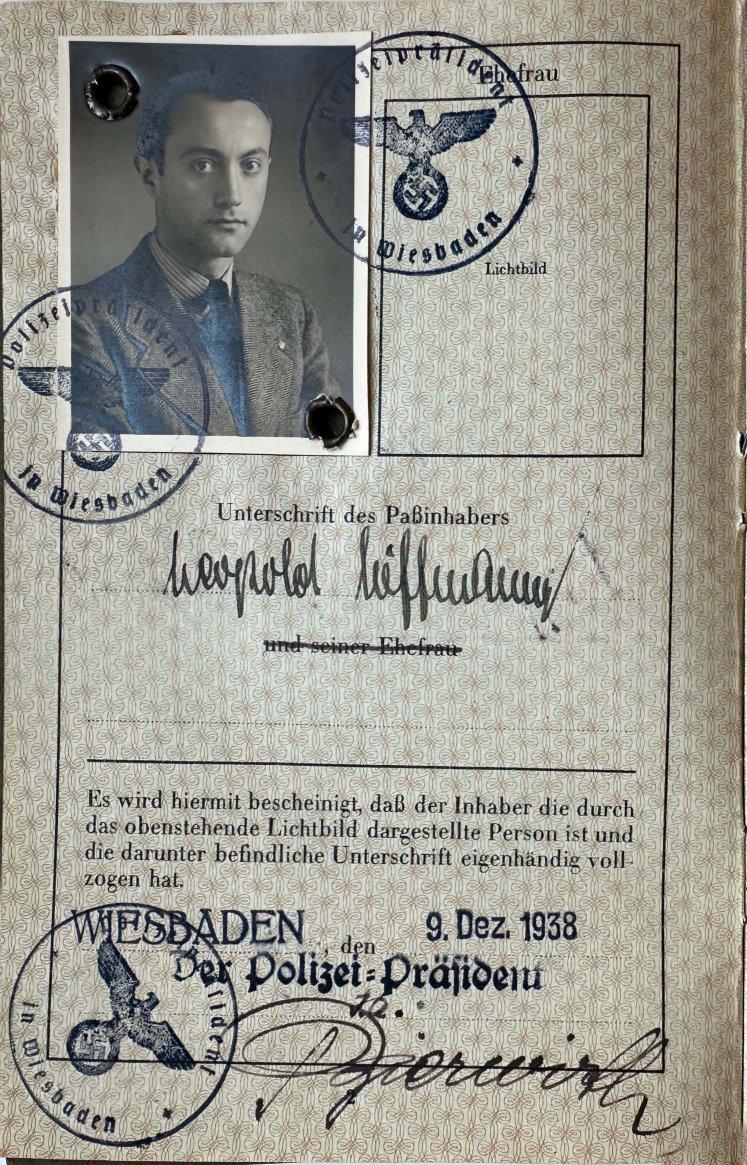 Ehefrau
Polizeipräsident
in Wiesbaden
Lichtbild
Polizeipräsident
in Wiesbaden
Unterschrift des Paßinhabers
Leopold Löffmann
und seiner Ehefrau
Es wird hiermit bescheinigt, daß der Inhaber die durch
das obenstehende Lichtbild dargestellte Person ist und
die darunter befindliche Unterschrift eigenhändig voll-
zogen hat.
WIESBADEN, den 9. Dez. 1938
Der Polizei-Präsident
in Wiesbaden